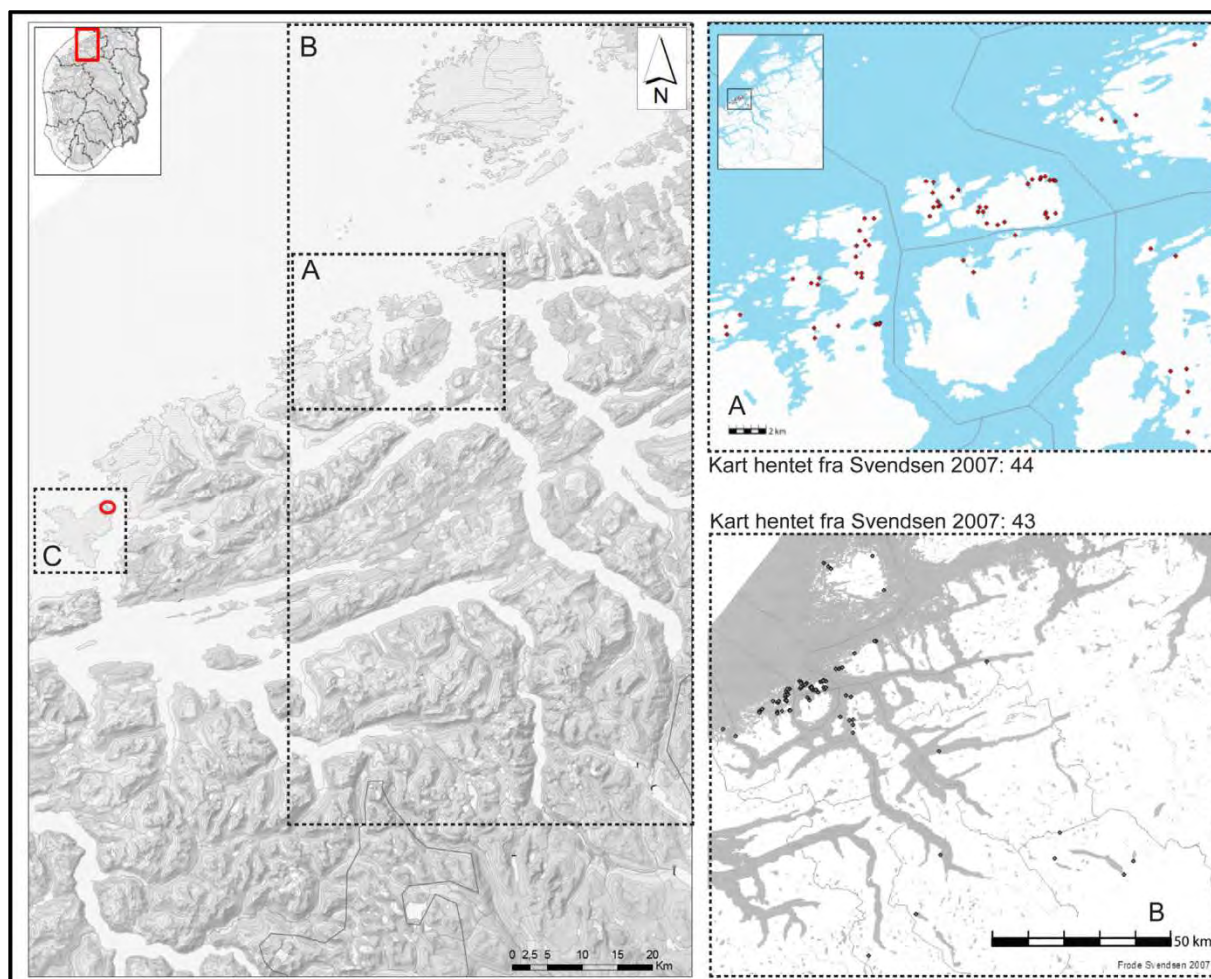 B
N
A
C
0 2,5 5 10 15 20
Km
A
2 km
Kart hentet fra Svendsen 2007: 44
Kart hentet fra Svendsen 2007: 43
B
50 km
Frode Svendsen 2007